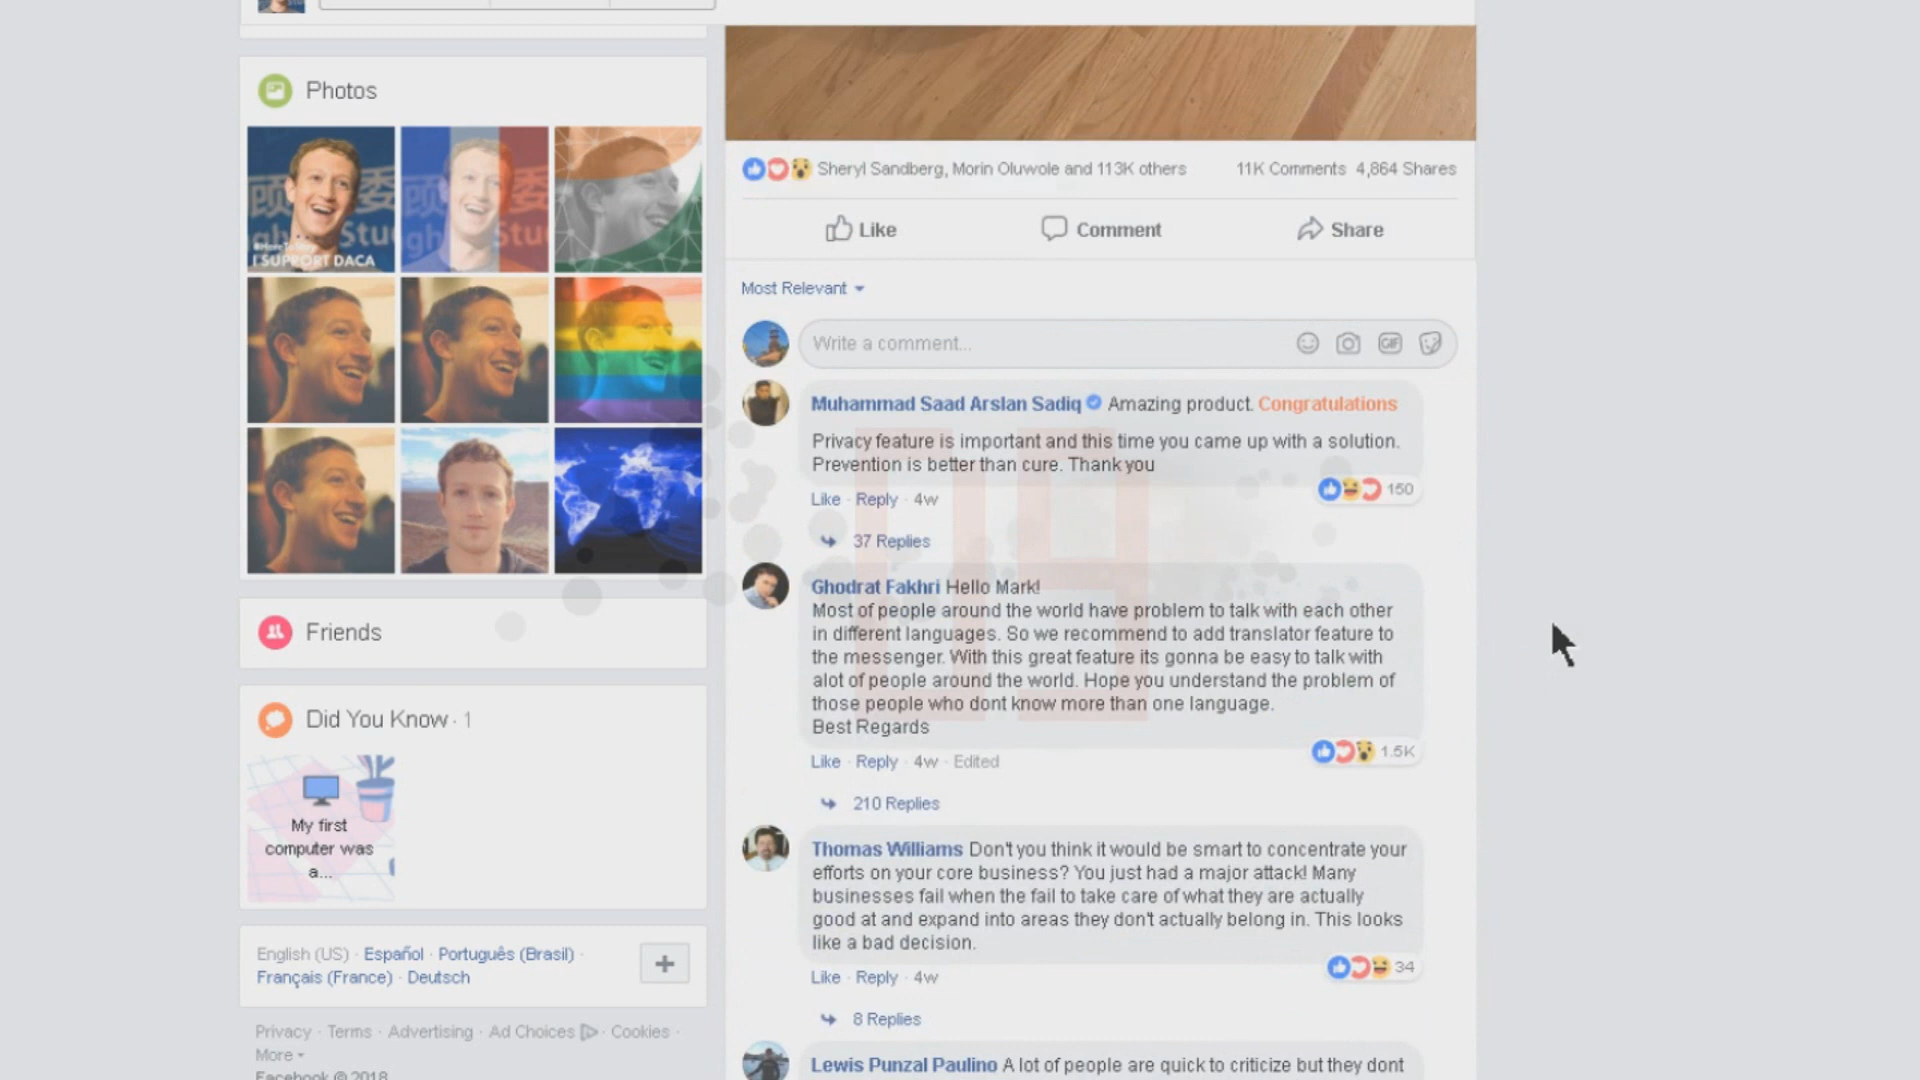 Photos
顾 委
gh Stu
#HereToStay
I SUPPORT DACA
Friends
Did You Know · 1
My first
computer was
a...
English (US) · Español · Português (Brasil) ·
Français (France) · Deutsch
Privacy · Terms · Advertising · Ad Choices · Cookies ·
More
Facebook © 2018
Sheryl Sandberg, Morin Oluwole and 113K others 11K Comments 4,864 Shares
Like Comment Share
Most Relevant
Write a comment...
GIF
Muhammad Saad Arslan Sadiq Amazing product. Congratulations
Privacy feature is important and this time you came up with a solution.
Prevention is better than cure. Thank you
150
Like · Reply · 4w
37 Replies
09
Ghodrat Fakhri Hello Mark!
Most of people around the world have problem to talk with each other
in different languages. So we recommend to add translator feature to
the messenger. With this great feature its gonna be easy to talk with
alot of people around the world. Hope you understand the problem of
those people who dont know more than one language.
Best Regards
1.5K
Like · Reply · 4w · Edited
210 Replies
Thomas Williams Don't you think it would be smart to concentrate your
efforts on your core business? You just had a major attack! Many
businesses fail when the fail to take care of what they are actually
good at and expand into areas they don't actually belong in. This looks
like a bad decision.
34
Like · Reply · 4w
8 Replies
Lewis Punzal Paulino A lot of people are quick to criticize but they dont